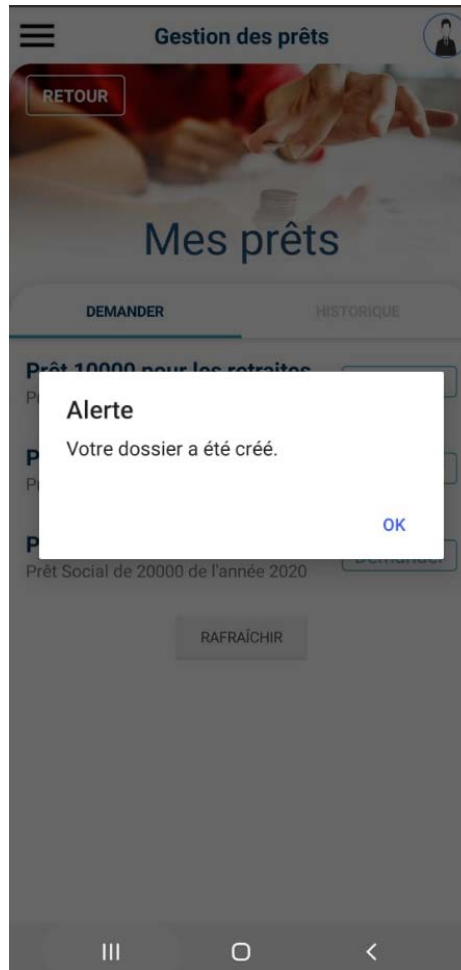 Gestion des prêts
RETOUR
Mes prêts
DEMANDER
HISTORIQUE
Prêt 10000 pour les retraites
Alerte
Votre dossier a été créé.
OK
Prêt Social de 20000 de l'année 2020
Demander
RAFRAÎCHIR